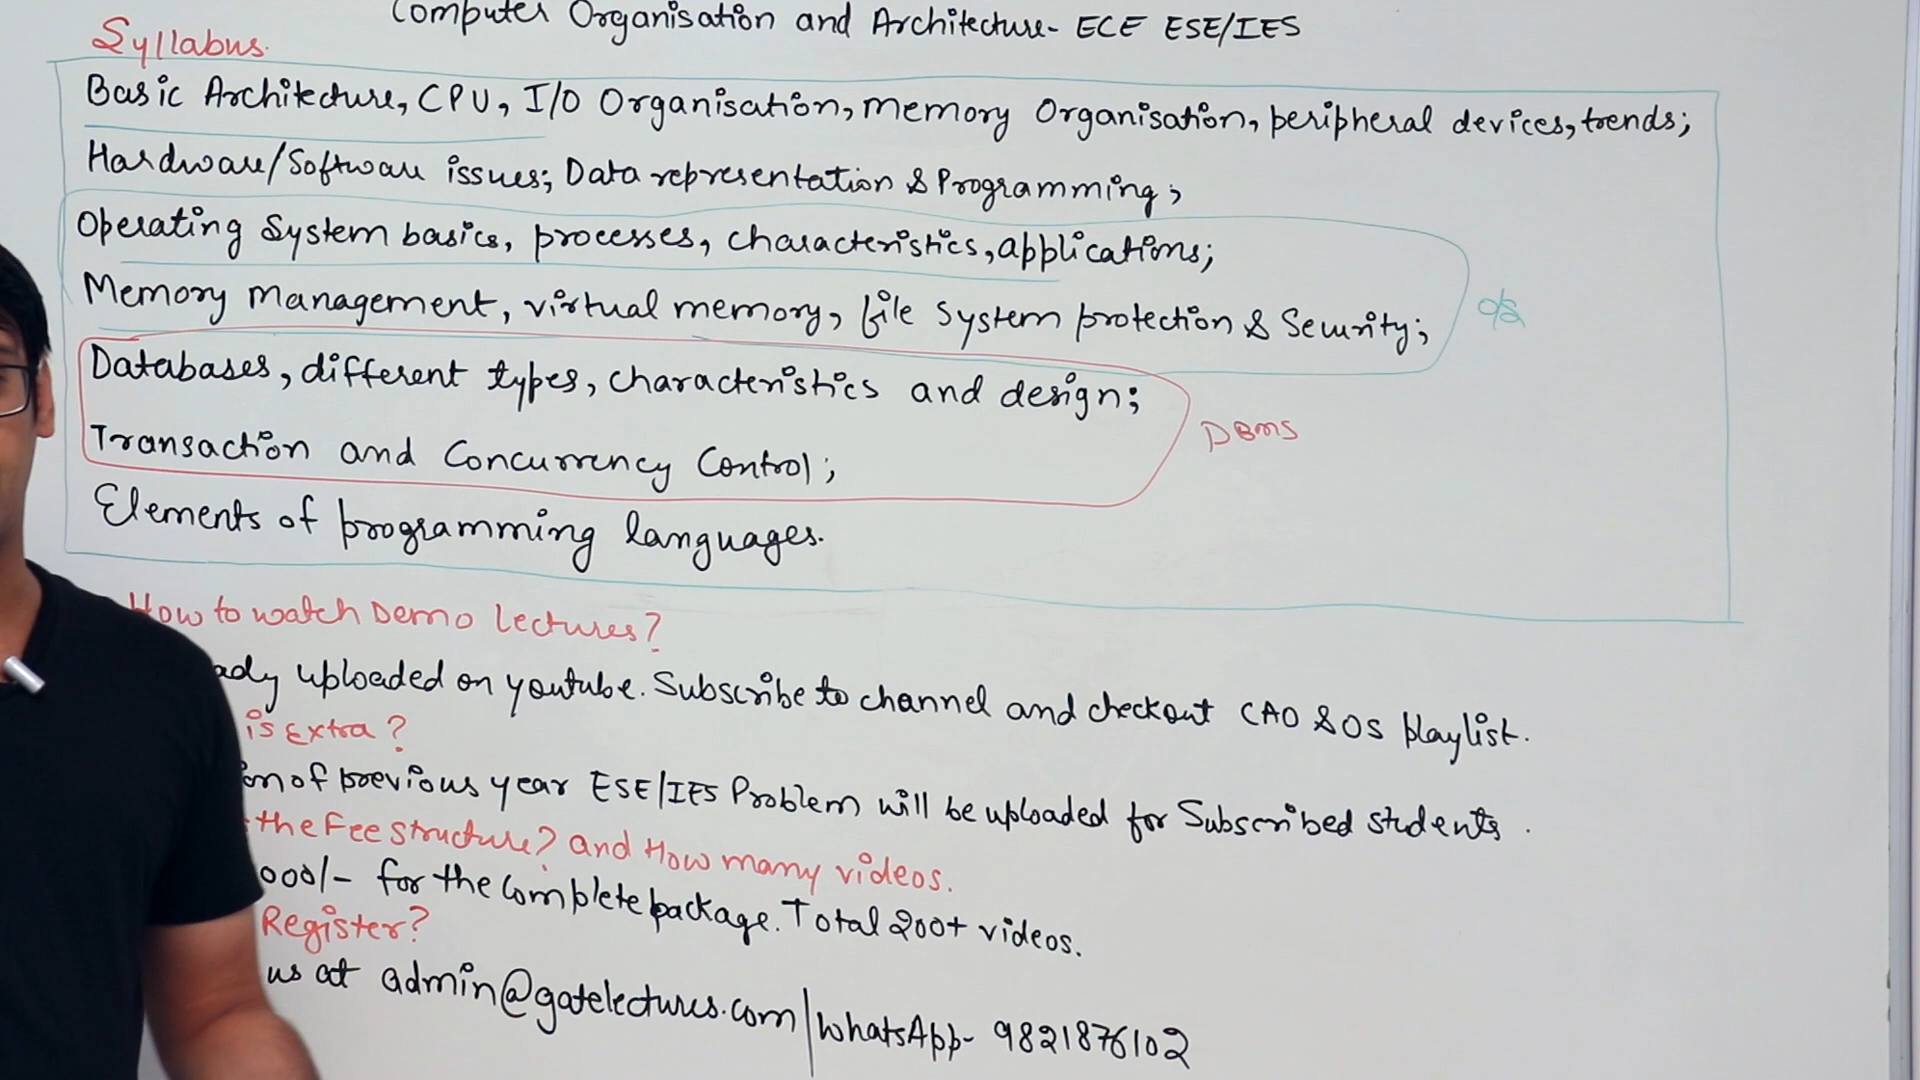 Computer Organisation and Architecture- ECE ESE/IES
Syllabus.
Basic Architecture, CPU, I/O Organisation, Memory Organisation, peripheral devices, trends;
Hardware/Software issues; Data representation & Programming;
Operating System basics, processes, characteristics, applications;
Memory management, virtual memory, file system protection & Security;
OS
Databases, different types, characteristics and design;
DBMS
Transaction and Concurrency Control;
Elements of programming languages.
How to watch Demo lectures?
ady uploaded on youtube. Subscribe to channel and checkout CAO & OS playlist.
is Extra?
on of previous year ESE/IES Problem will be uploaded for Subscribed students.
the Fee structure? and How many videos.
000/- for the complete package. Total 200+ videos.
Register?
us at admin@gatelectures.com/whatsApp- 9821876102